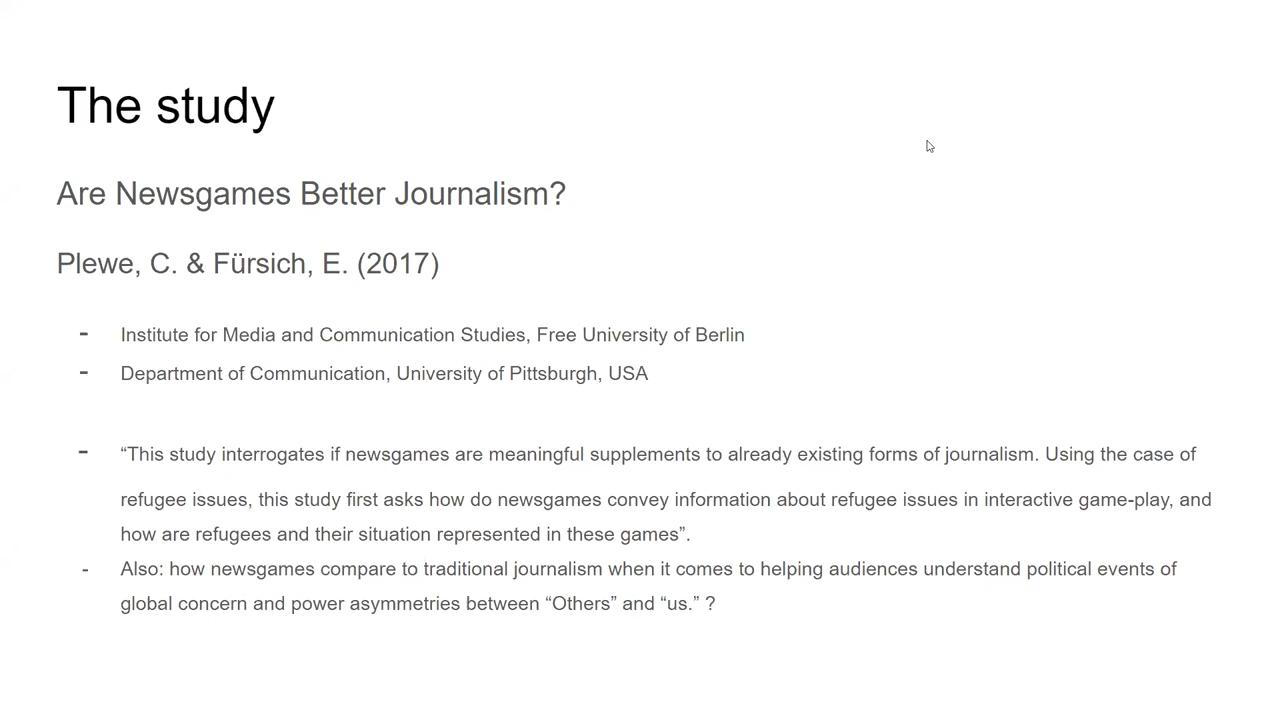 The study
Are Newsgames Better Journalism?
Plewe, C. & Fürsich, E. (2017)
- Institute for Media and Communication Studies, Free University of Berlin
- Department of Communication, University of Pittsburgh, USA
- “This study interrogates if newsgames are meaningful supplements to already existing forms of journalism. Using the case of
refugee issues, this study first asks how do newsgames convey information about refugee issues in interactive game-play, and
how are refugees and their situation represented in these games”.
- Also: how newsgames compare to traditional journalism when it comes to helping audiences understand political events of
global concern and power asymmetries between “Others” and “us.” ?